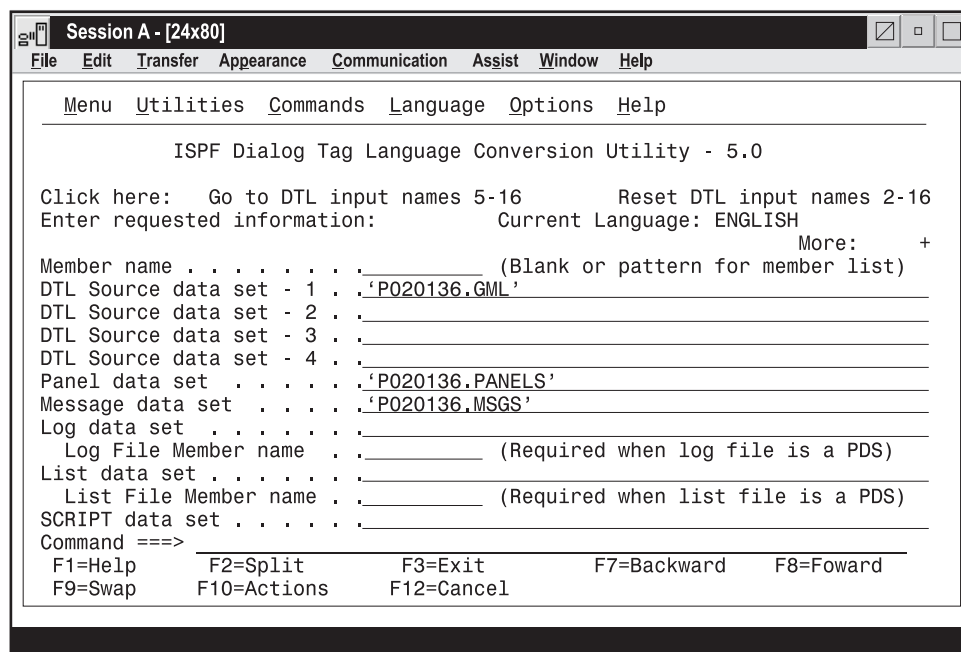 Session A - [24x80]
File Edit Transfer Appearance Communication Assist Window Help
Menu Utilities Commands Language Options Help
ISPF Dialog Tag Language Conversion Utility - 5.0
Click here: Go to DTL input names 5-16 Reset DTL input names 2-16
Enter requested information: Current Language: ENGLISH
More: +
Member name . . . . . . . .__________ (Blank or pattern for member list)
DTL Source data set - 1 . .‘P020136.GML’
DTL Source data set - 2 . .
DTL Source data set - 3 . .
DTL Source data set - 4 . .
Panel data set . . . . . .‘P020136.PANELS’
Message data set . . . . .‘P020136.MSGS’
Log data set . . . . . . .
Log File Member name . .__________ (Required when log file is a PDS)
List data set . . . . . . .
List File Member name . .__________ (Required when list file is a PDS)
SCRIPT data set . . . . . .
Command ===>
F1=Help F2=Split F3=Exit F7=Backward F8=Foward
F9=Swap F10=Actions F12=Cancel